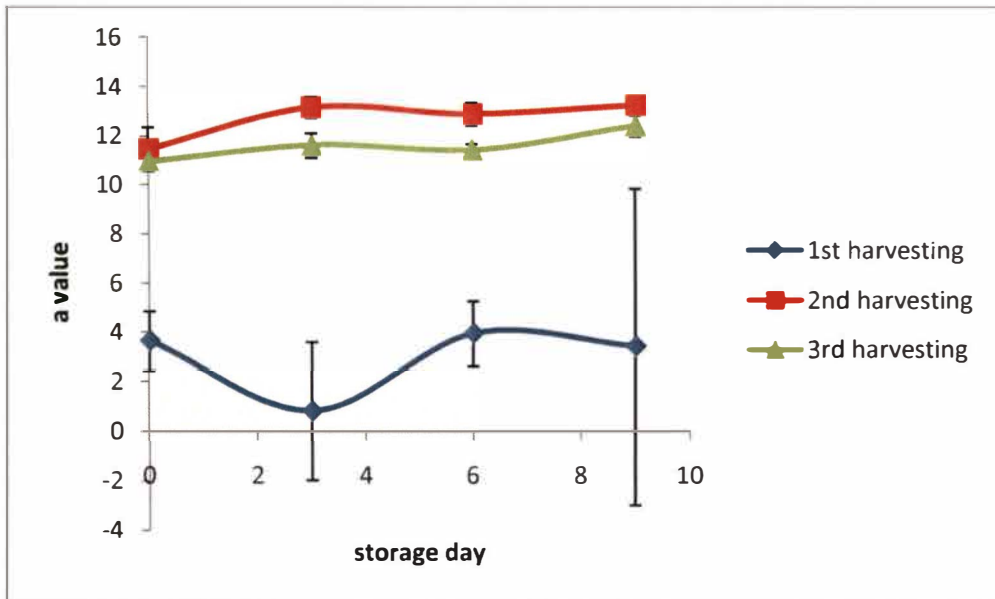 16
14
12
10
8
6
4
2
0
-2
-4
a value
0 2 4 6 8 10
storage day
1st harvesting
2nd harvesting
3rd harvesting